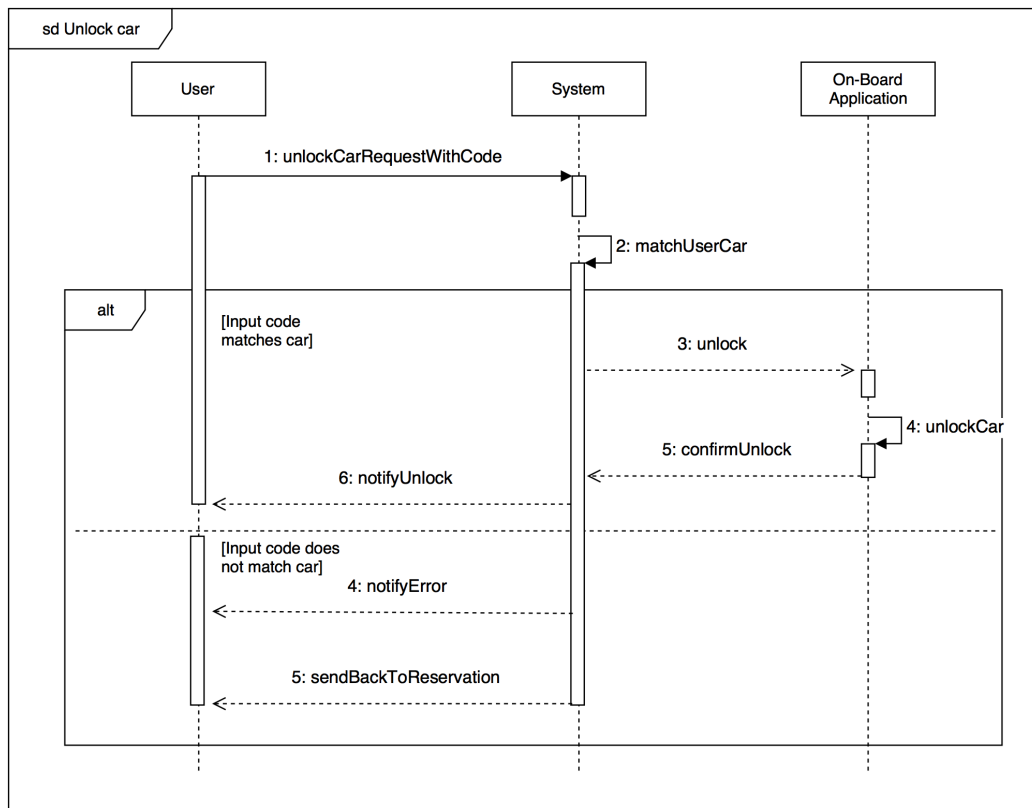 sd Unlock car
User
System
On-Board
Application
1: unlockCarRequestWithCode
2: matchUserCar
alt
[Input code
matches car]
3: unlock
4: unlockCar
5: confirmUnlock
6: notifyUnlock
[Input code does
not match car]
4: notifyError
5: sendBackToReservation